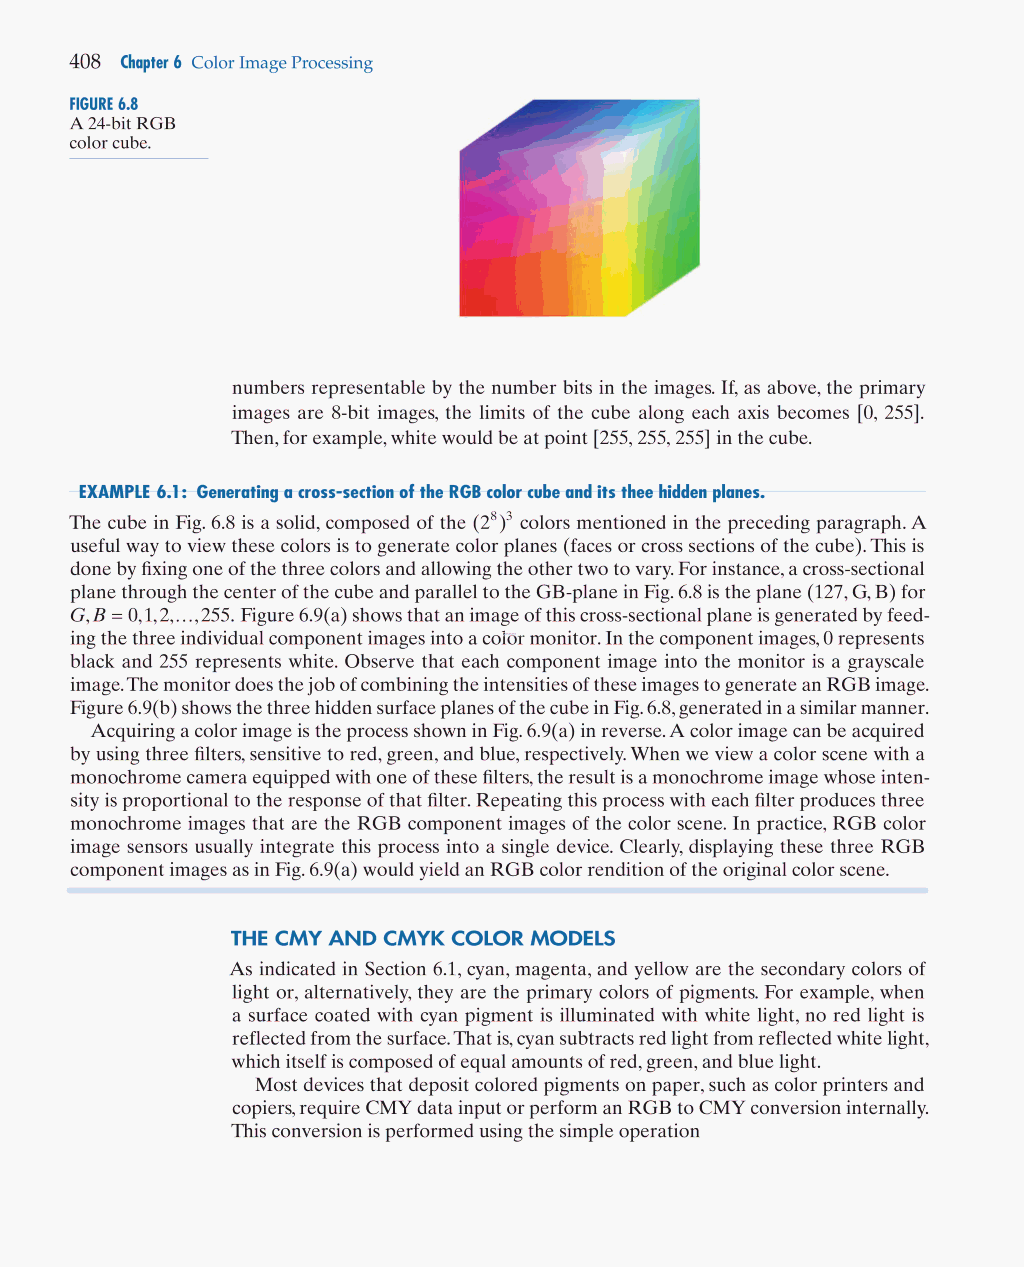 408 Chapter 6 Color Image Processing
FIGURE 6.8
A 24-bit RGB
color cube.
numbers representable by the number bits in the images. If, as above, the primary
images are 8-bit images, the limits of the cube along each axis becomes [0, 255].
Then, for example, white would be at point [255, 255, 255] in the cube.
EXAMPLE 6.1: Generating a cross-section of the RGB color cube and its thee hidden planes.
The cube in Fig. 6.8 is a solid, composed of the (2⁸)³ colors mentioned in the preceding paragraph. A
useful way to view these colors is to generate color planes (faces or cross sections of the cube). This is
done by fixing one of the three colors and allowing the other two to vary. For instance, a cross-sectional
plane through the center of the cube and parallel to the GB-plane in Fig. 6.8 is the plane (127, G, B) for
G, B = 0,1,2,…,255. Figure 6.9(a) shows that an image of this cross-sectional plane is generated by feed-
ing the three individual component images into a color monitor. In the component images, 0 represents
black and 255 represents white. Observe that each component image into the monitor is a grayscale
image. The monitor does the job of combining the intensities of these images to generate an RGB image.
Figure 6.9(b) shows the three hidden surface planes of the cube in Fig. 6.8, generated in a similar manner.
Acquiring a color image is the process shown in Fig. 6.9(a) in reverse. A color image can be acquired
by using three filters, sensitive to red, green, and blue, respectively. When we view a color scene with a
monochrome camera equipped with one of these filters, the result is a monochrome image whose inten-
sity is proportional to the response of that filter. Repeating this process with each filter produces three
monochrome images that are the RGB component images of the color scene. In practice, RGB color
image sensors usually integrate this process into a single device. Clearly, displaying these three RGB
component images as in Fig. 6.9(a) would yield an RGB color rendition of the original color scene.
THE CMY AND CMYK COLOR MODELS
As indicated in Section 6.1, cyan, magenta, and yellow are the secondary colors of
light or, alternatively, they are the primary colors of pigments. For example, when
a surface coated with cyan pigment is illuminated with white light, no red light is
reflected from the surface. That is, cyan subtracts red light from reflected white light,
which itself is composed of equal amounts of red, green, and blue light.
Most devices that deposit colored pigments on paper, such as color printers and
copiers, require CMY data input or perform an RGB to CMY conversion internally.
This conversion is performed using the simple operation